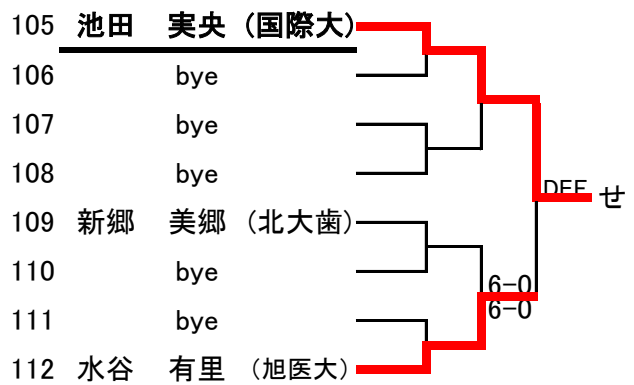 105 池田 実央 (国際大)
106 bye
107 bye
108 bye
DEF せ
109 新郷 美郷 (北大歯)
110 bye
6-0
6-0
111 bye
112 水谷 有里 (旭医大)